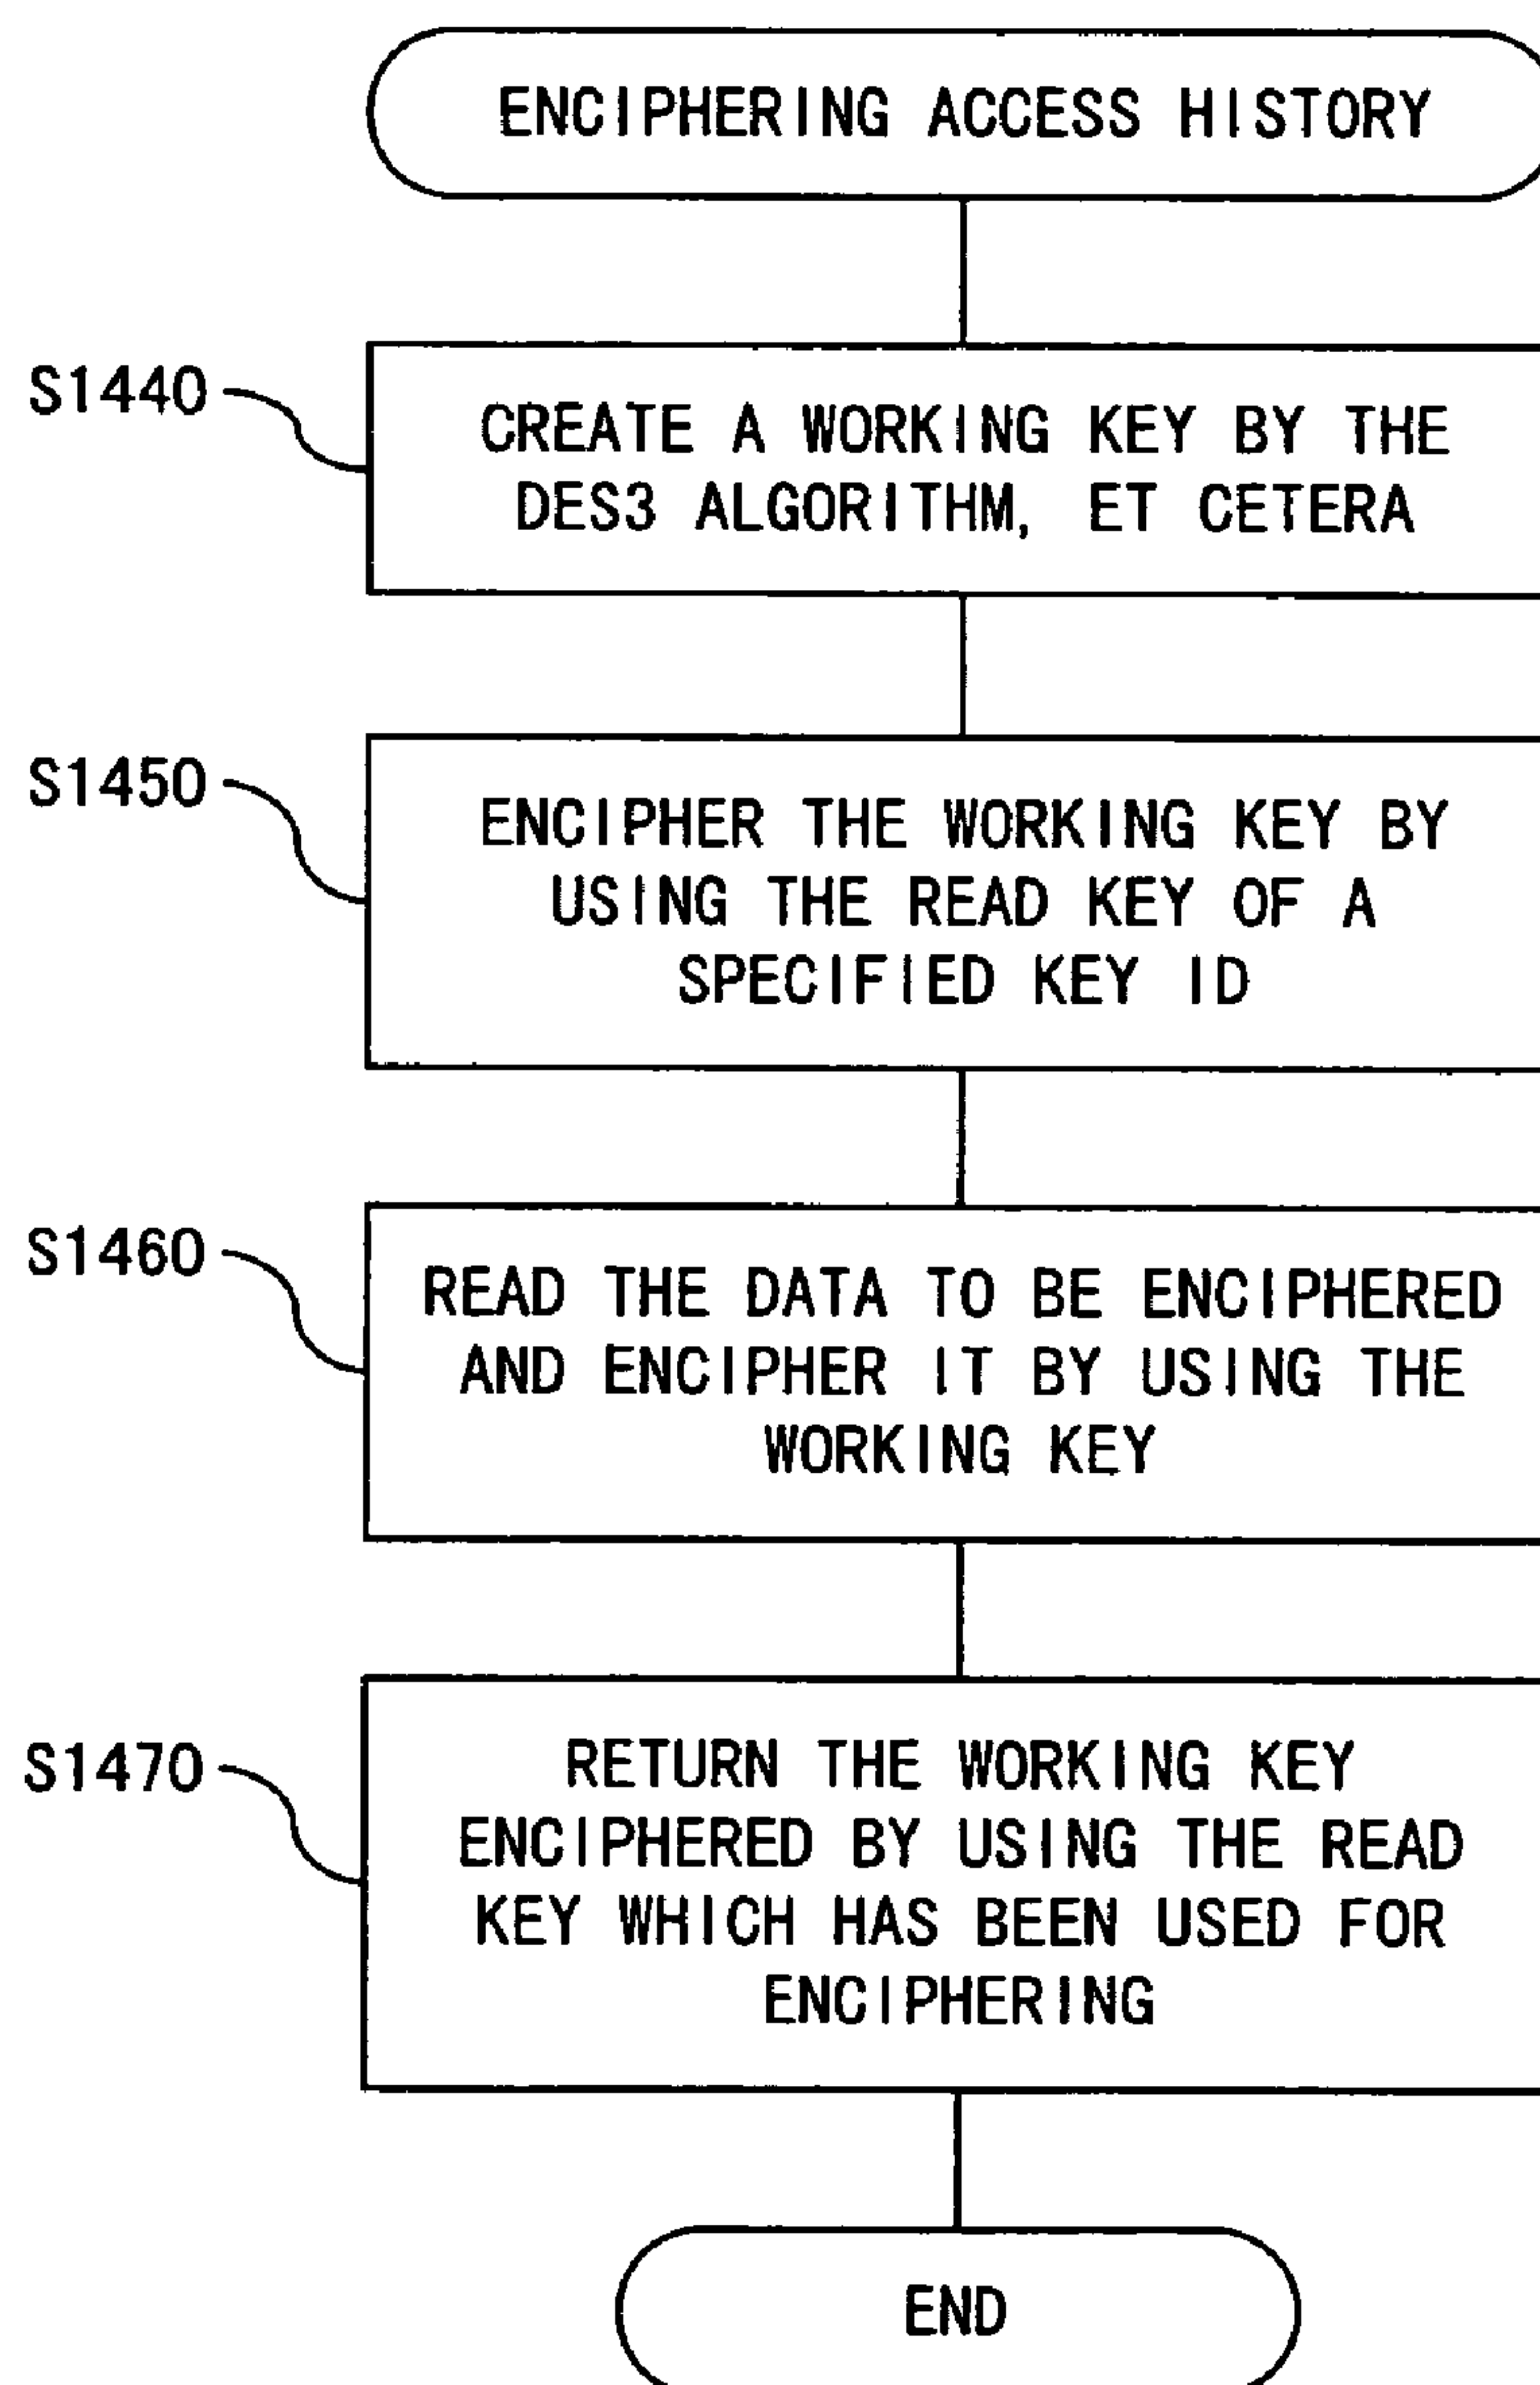 ENCIPHERING ACCESS HISTORY
S1440
CREATE A WORKING KEY BY THE
DES3 ALGORITHM, ET CETERA
S1450
ENCIPHER THE WORKING KEY BY
USING THE READ KEY OF A
SPECIFIED KEY ID
S1460
READ THE DATA TO BE ENCIPHERED
AND ENCIPHER IT BY USING THE
WORKING KEY
S1470
RETURN THE WORKING KEY
ENCIPHERED BY USING THE READ
KEY WHICH HAS BEEN USED FOR
ENCIPHERING
END